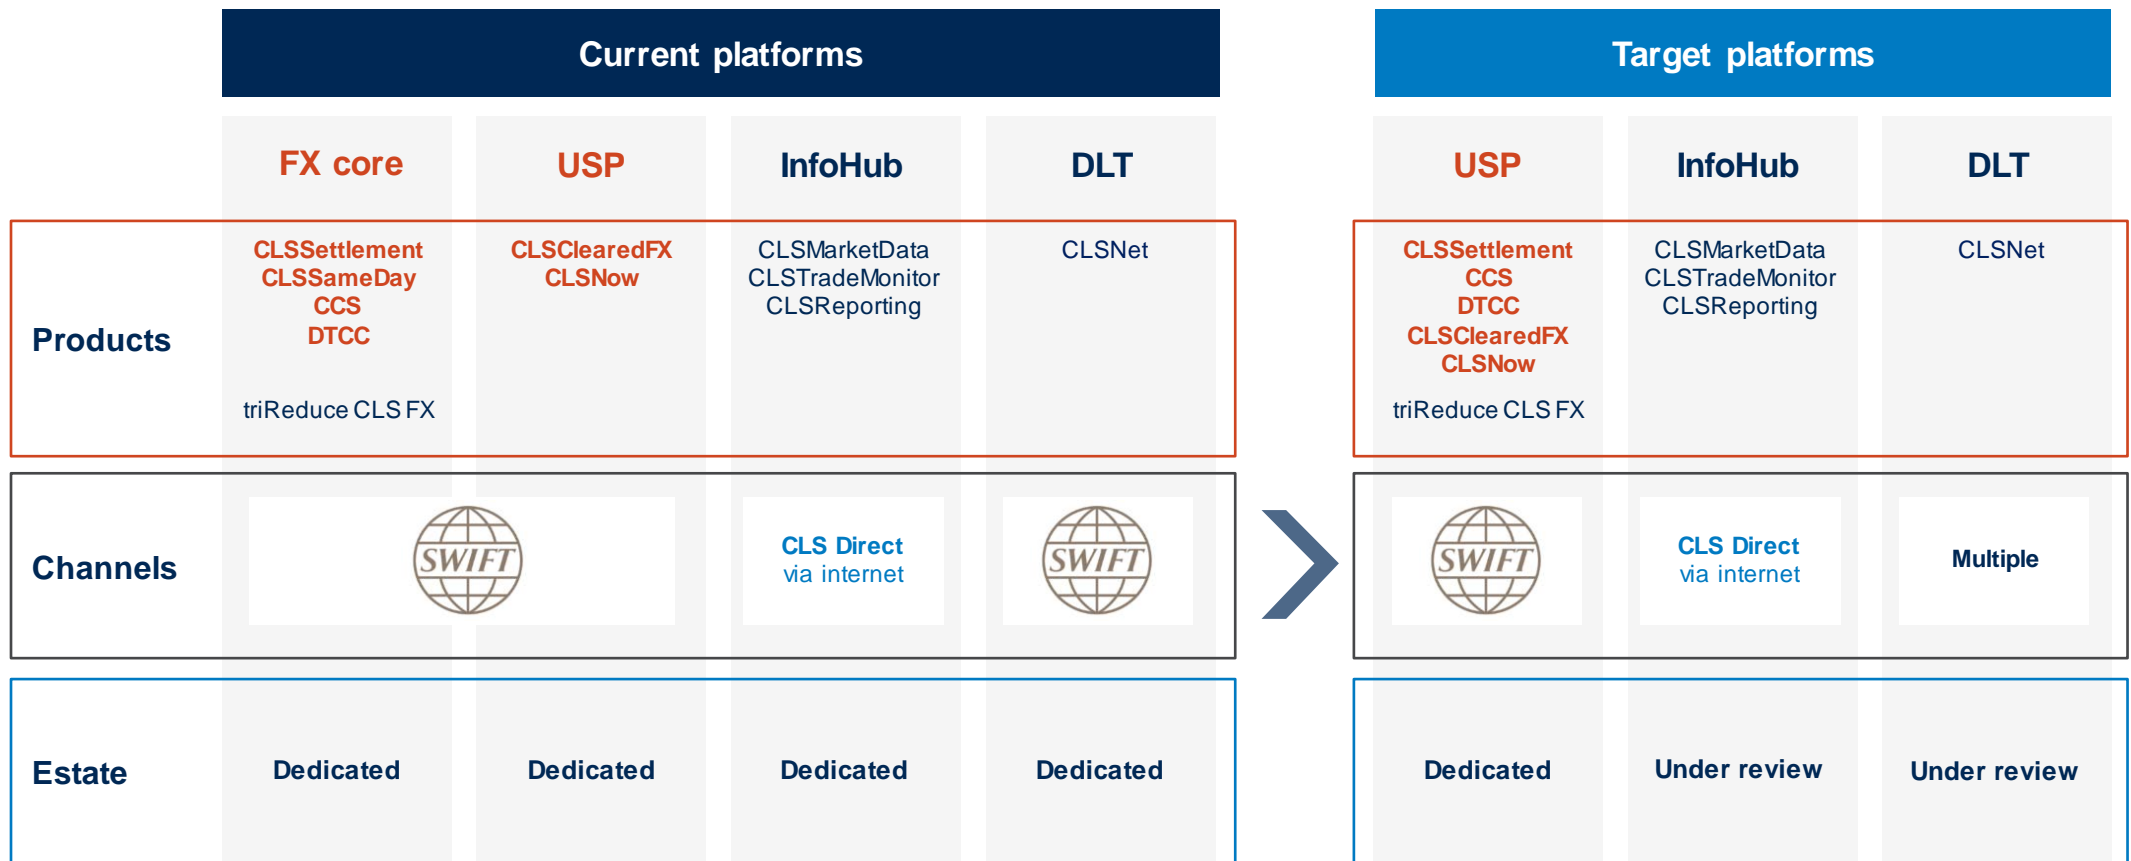 Current platforms
Target platforms
FX core
USP
InfoHub
DLT
USP
InfoHub
DLT
Products
CLSSettlement
CLSSameDay
CCS
DTCC
triReduce CLS FX
CLSClearedFX
CLSNow
CLSMarketData
CLSTradeMonitor
CLSReporting
CLSNet
CLSSettlement
CCS
DTCC
CLSClearedFX
CLSNow
triReduce CLS FX
CLSMarketData
CLSTradeMonitor
CLSReporting
CLSNet
Channels
SWIFT
CLS Direct
via internet
SWIFT
SWIFT
CLS Direct
via internet
Multiple
Estate
Dedicated
Dedicated
Dedicated
Dedicated
Dedicated
Under review
Under review